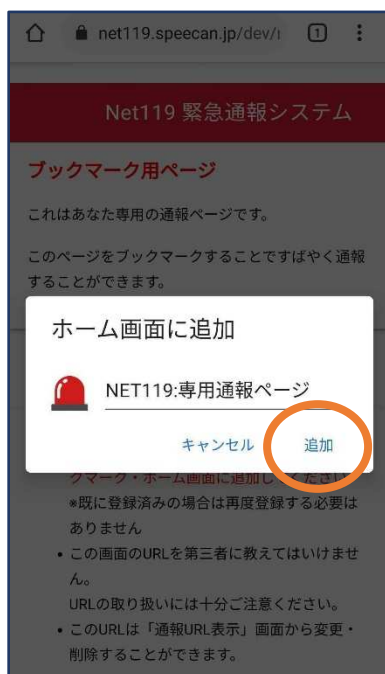 net119.speecan.jp/dev/r
1
Net119 緊急通報システム
ブックマーク用ページ
これはあなた専用の通報ページです。
このページをブックマークすることですばやく通報
することができます。
ホーム画面に追加
NET119:専用通報ページ
キャンセル 追加
クマーク・ホーム画面に追加し ください
※既に登録済みの場合は再度登録する必要は
ありません
• この画面のURLを第三者に教えてはいけませ
ん。
URLの取り扱いには十分ご注意ください。
• このURLは「通報URL表示」画面から変更・
削除することができます。